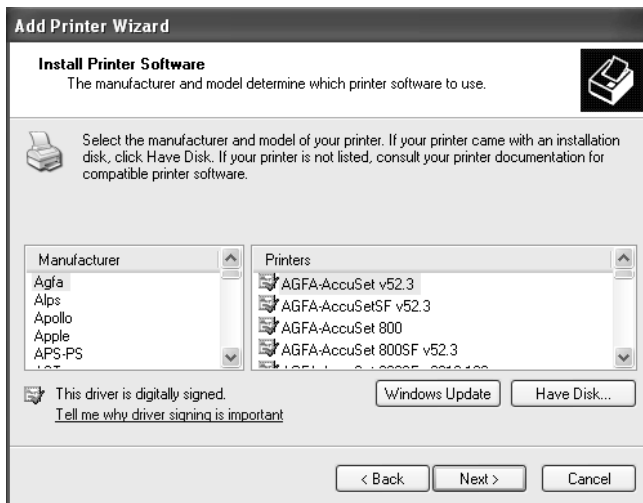 Add Printer Wizard
Install Printer Software
The manufacturer and model determine which printer software to use.
Select the manufacturer and model of your printer. If your printer came with an installation
disk, click Have Disk. If your printer is not listed, consult your printer documentation for
compatible printer software.
Manufacturer
Agfa
Alps
Apollo
Apple
APS-PS
Printers
AGFA-AccuSet v52.3
AGFA-AccuSetSF v52.3
AGFA-AccuSet 800
AGFA-AccuSet 800SF v52.3
This driver is digitally signed.
Tell me why driver signing is important
Windows Update
Have Disk...
< Back
Next >
Cancel